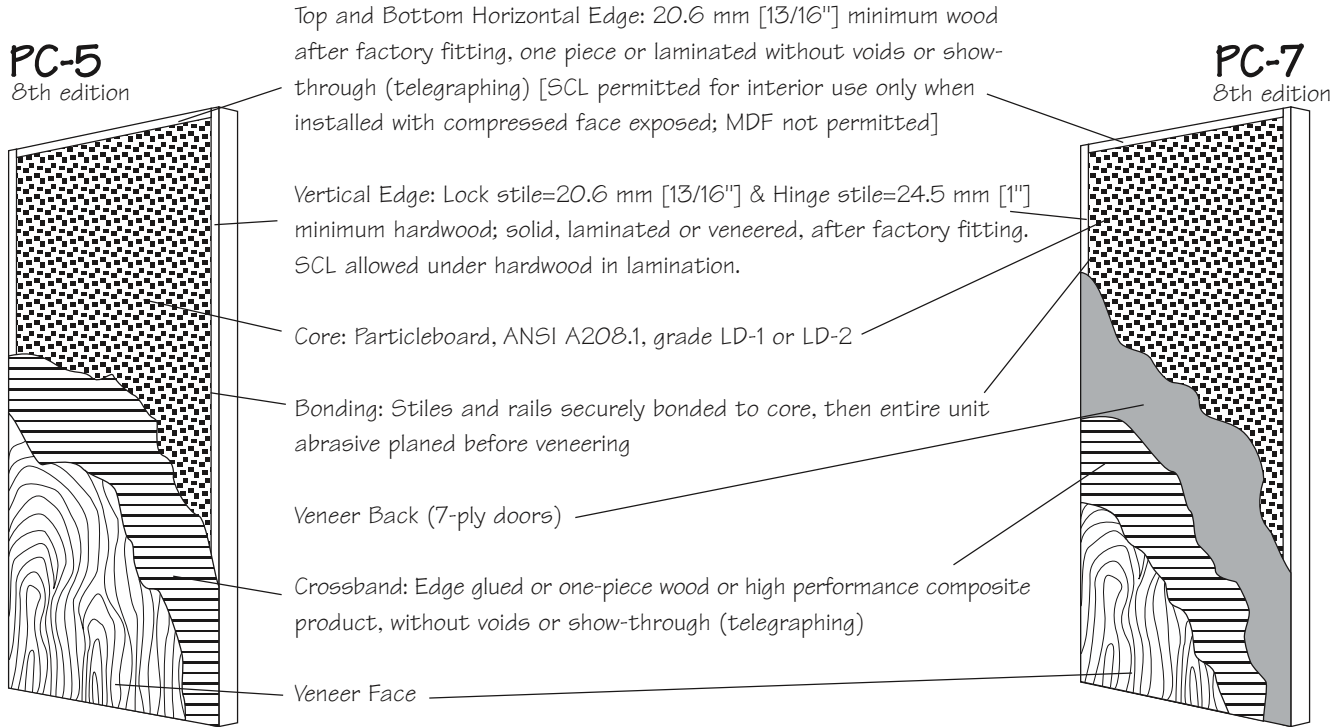 PC-5
8th edition
Top and Bottom Horizontal Edge: 20.6 mm [13/16"] minimum wood
after factory fitting, one piece or laminated without voids or show-
through (telegraphing) [SCL permitted for interior use only when
installed with compressed face exposed; MDF not permitted]
PC-7
8th edition
Vertical Edge: Lock stile=20.6 mm [13/16"] & Hinge stile=24.5 mm [1"]
minimum hardwood; solid, laminated or veneered, after factory fitting.
SCL allowed under hardwood in lamination.
Core: Particleboard, ANSI A208.1, grade LD-1 or LD-2
Bonding: Stiles and rails securely bonded to core, then entire unit
abrasive planed before veneering
Veneer Back (7-ply doors)
Crossband: Edge glued or one-piece wood or high performance composite
product, without voids or show-through (telegraphing)
Veneer Face